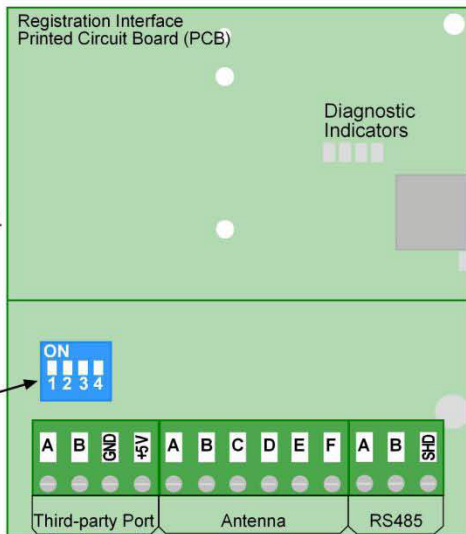 Registration Interface
Printed Circuit Board (PCB)
Diagnostic
Indicators
ON
1 2 3 4
A B GND +5V A B C D E F A B SHD
Third-party Port Antenna RS485